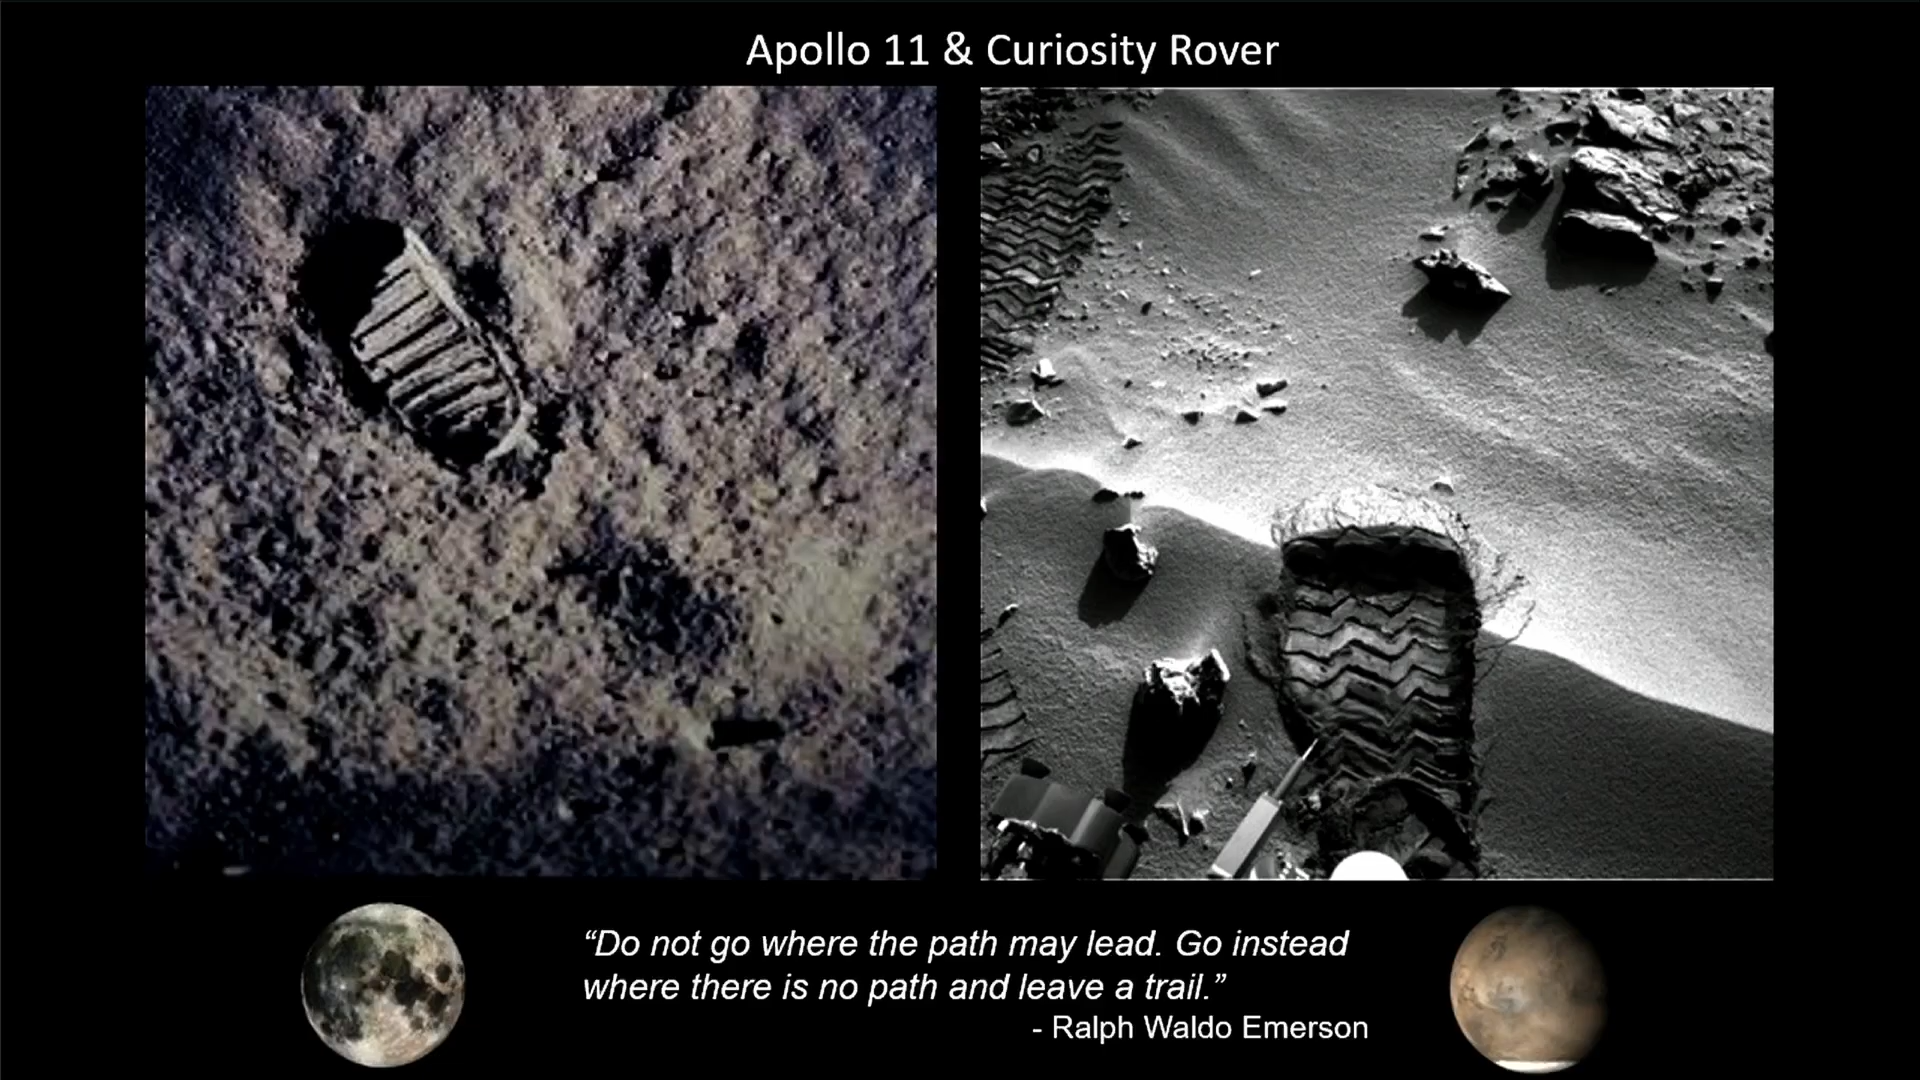 Apollo 11 & Curiosity Rover
“Do not go where the path may lead. Go instead
where there is no path and leave a trail.”
- Ralph Waldo Emerson